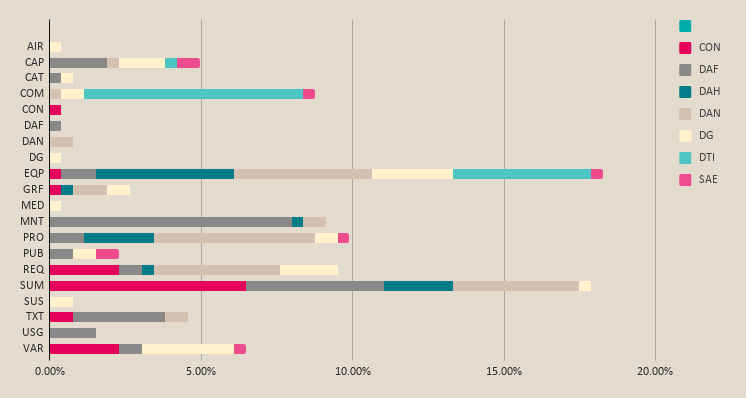 AIR
CAP
CAT
COM
CON
DAF
DAN
DG
EQP
GRF
MED
MNT
PRO
PUB
REQ
SUM
SUS
TXT
USG
VAR
0.00% 5.00% 10.00% 15.00% 20.00%
CON
DAF
DAH
DAN
DG
DTI
SAE